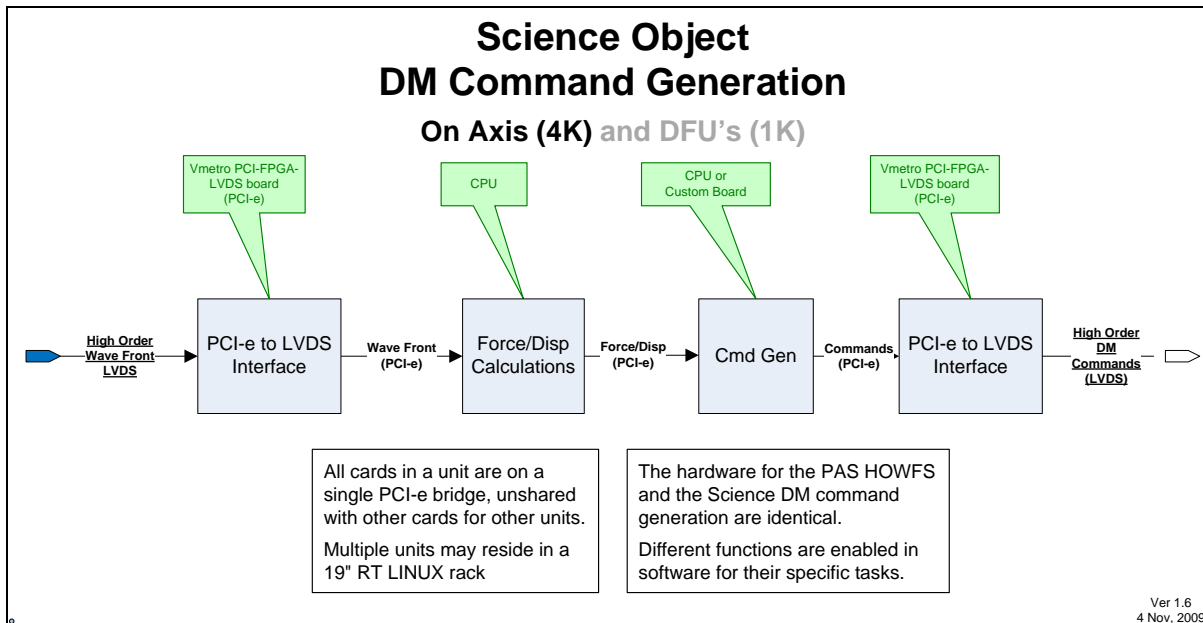 Science Object
DM Command Generation
On Axis (4K) and DFU's (1K)
Vmetro PCI-FPGA-
LVDS board
(PCI-e)
CPU
CPU or
Custom Board
Vmetro PCI-FPGA-
LVDS board
(PCI-e)
High Order
Wave Front
LVDS
PCI-e to LVDS
Interface
Wave Front
(PCI-e)
Force/Disp
Calculations
Force/Disp
(PCI-e)
Cmd Gen
Commands
(PCI-e)
PCI-e to LVDS
Interface
High Order
DM
Commands
(LVDS)
All cards in a unit are on a
single PCI-e bridge, unshared
with other cards for other units.
Multiple units may reside in a
19" RT LINUX rack
The hardware for the PAS HOWFS
and the Science DM command
generation are identical.
Different functions are enabled in
software for their specific tasks.
Ver 1.6
4 Nov, 2009